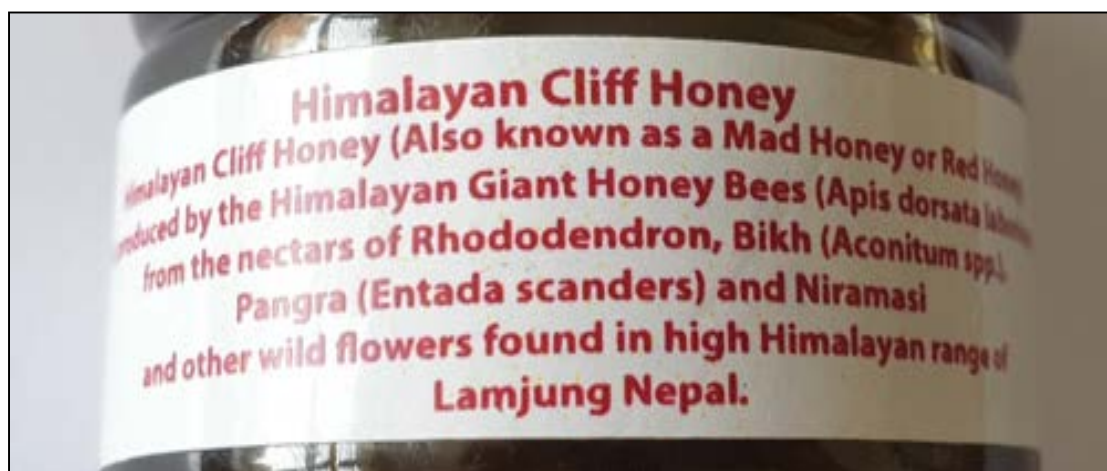 Himalayan Cliff Honey
Himalayan Cliff Honey (Also known as a Mad Honey or Red Honey)
produced by the Himalayan Giant Honey Bees (Apis dorsata
from the nectars of Rhododendron, Bikh (Aconitum spp.),
Pangra (Entada scanders) and Niramasi
and other wild flowers found in high Himalayan range of
Lamjung Nepal.